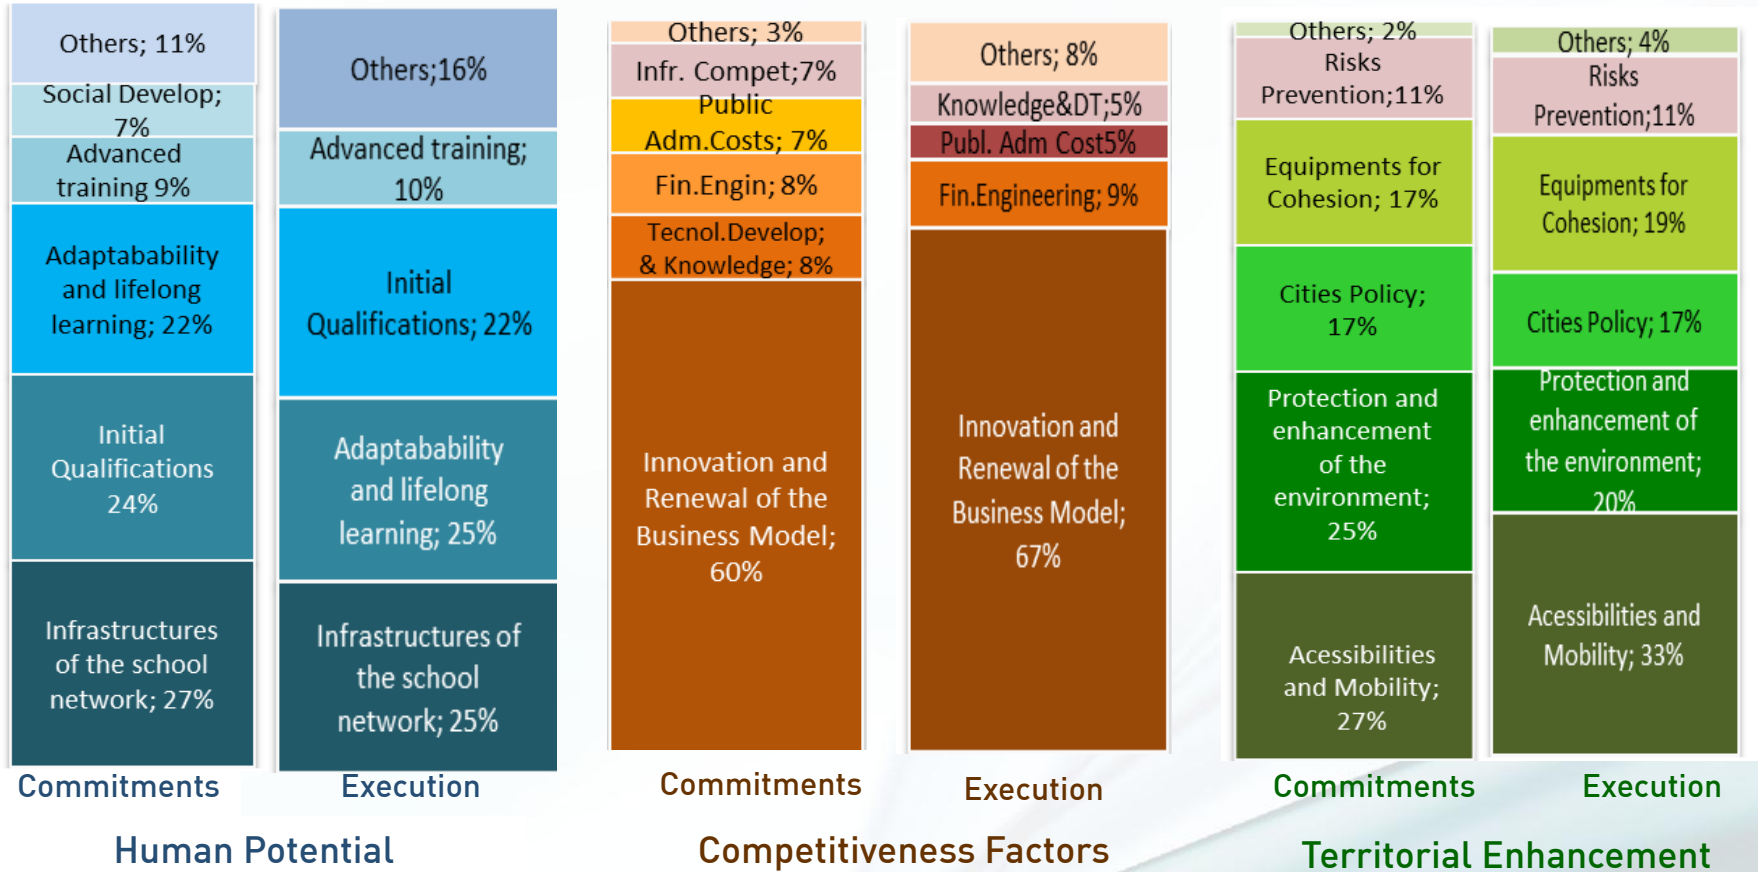 Others; 11%
Social Develop;
7%
Advanced
training 9%
Adaptabability
and lifelong
learning; 22%
Initial
Qualifications
24%
Infrastructures
of the school
network; 27%
Commitments
Others;16%
Advanced training;
10%
Initial
Qualifications; 22%
Adaptabability
and lifelong
learning; 25%
Infrastructures of
the school
network; 25%
Execution
Human Potential
Others; 3%
Infr. Compet;7%
Public
Adm.Costs; 7%
Fin.Engin; 8%
Tecnol.Develop;
& Knowledge; 8%
Innovation and
Renewal of the
Business Model;
60%
Commitments
Others; 8%
Knowledge&DT;5%
Publ. Adm Cost5%
Fin.Engineering; 9%
Innovation and
Renewal of the
Business Model;
67%
Execution
Competitiveness Factors
Others; 2%
Risks
Prevention;11%
Equipments for
Cohesion; 17%
Cities Policy;
17%
Protection and
enhancement
of the
environment;
25%
Acessibilities
and Mobility;
27%
Commitments
Others; 4%
Risks
Prevention;11%
Equipments for
Cohesion; 19%
Cities Policy; 17%
Protection and
enhancement of
the environment;
20%
Acessibilities and
Mobility; 33%
Execution
Territorial Enhancement